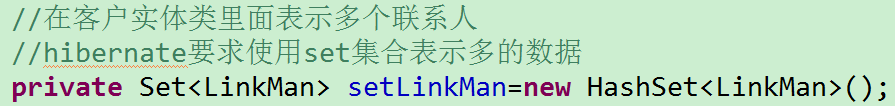 //在客户实体类里面表示多个联系人
//hibernate要求使用set集合表示多的数据
private Set<LinkMan> setLinkMan=new HashSet<LinkMan>();